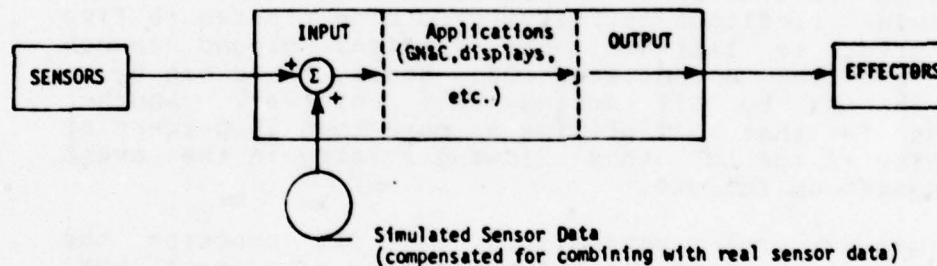 INPUT
Applications
(GN&C,displays,
etc.)
OUTPUT
SENSORS
+
Σ
+
EFFECTORS
Simulated Sensor Data
(compensated for combining with real sensor data)